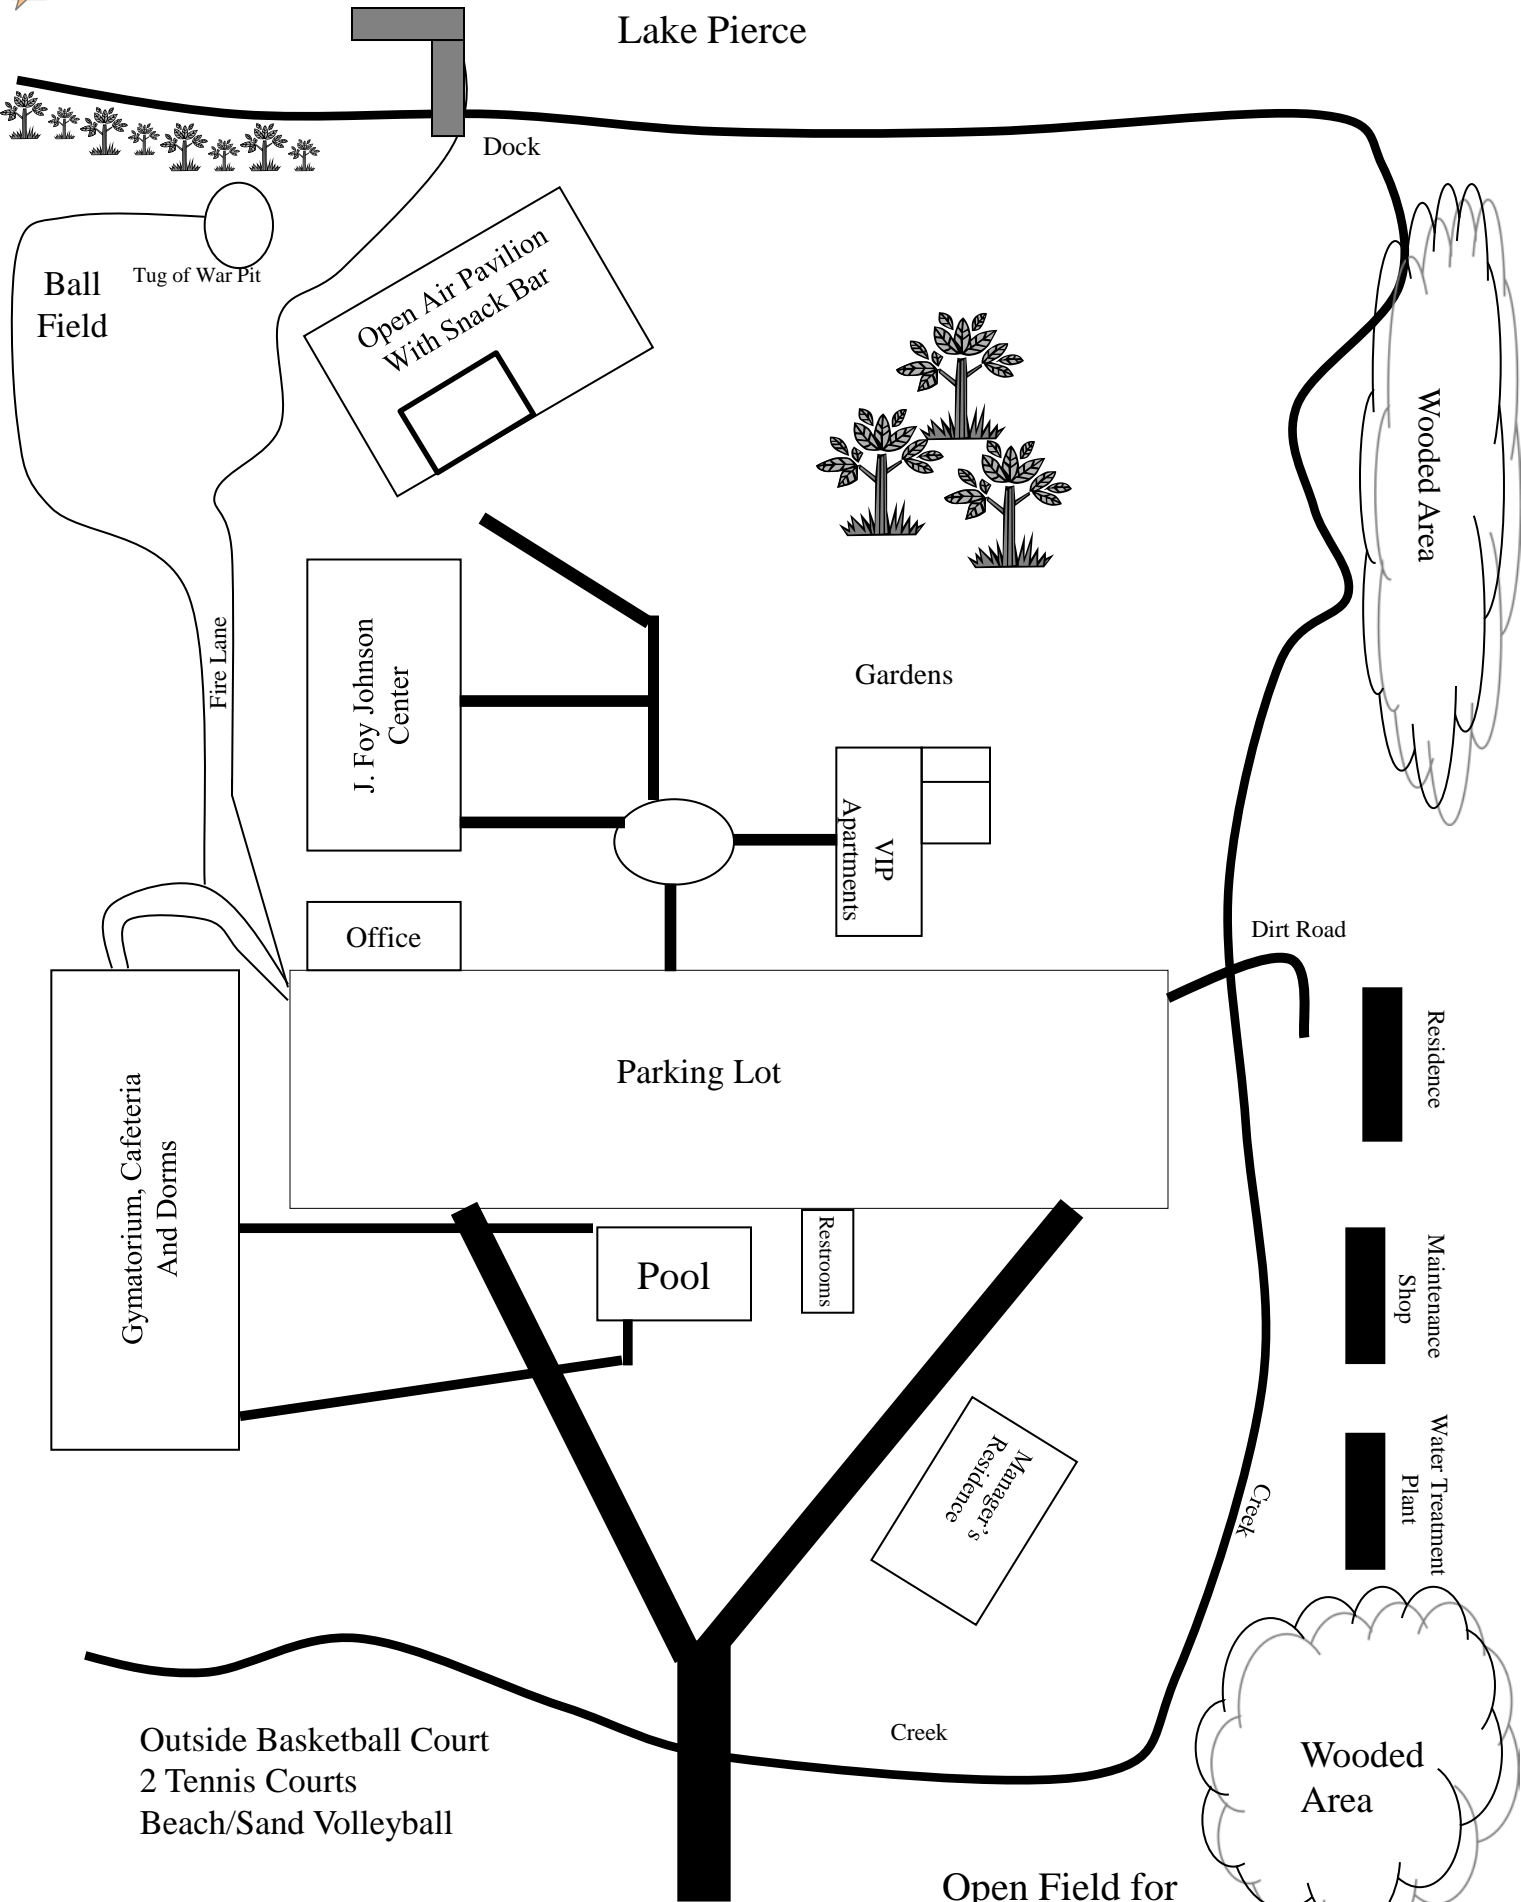 Lake Pierce
Dock
Open Air Pavilion
With Snack Bar
Tug of War Pit
Ball
Field
Wooded Area
Fire Lane
J. Foy Johnson
Center
Gardens
VIP
Apartments
Office
Dirt Road
Parking Lot
Residence
Gymatorium, Cafeteria
And Dorms
Restrooms
Pool
Maintenance
Shop
Manager's
Residence
Water Treatment
Plant
Creek
Creek
Outside Basketball Court
2 Tennis Courts
Beach/Sand Volleyball
Wooded
Area
Open Field for